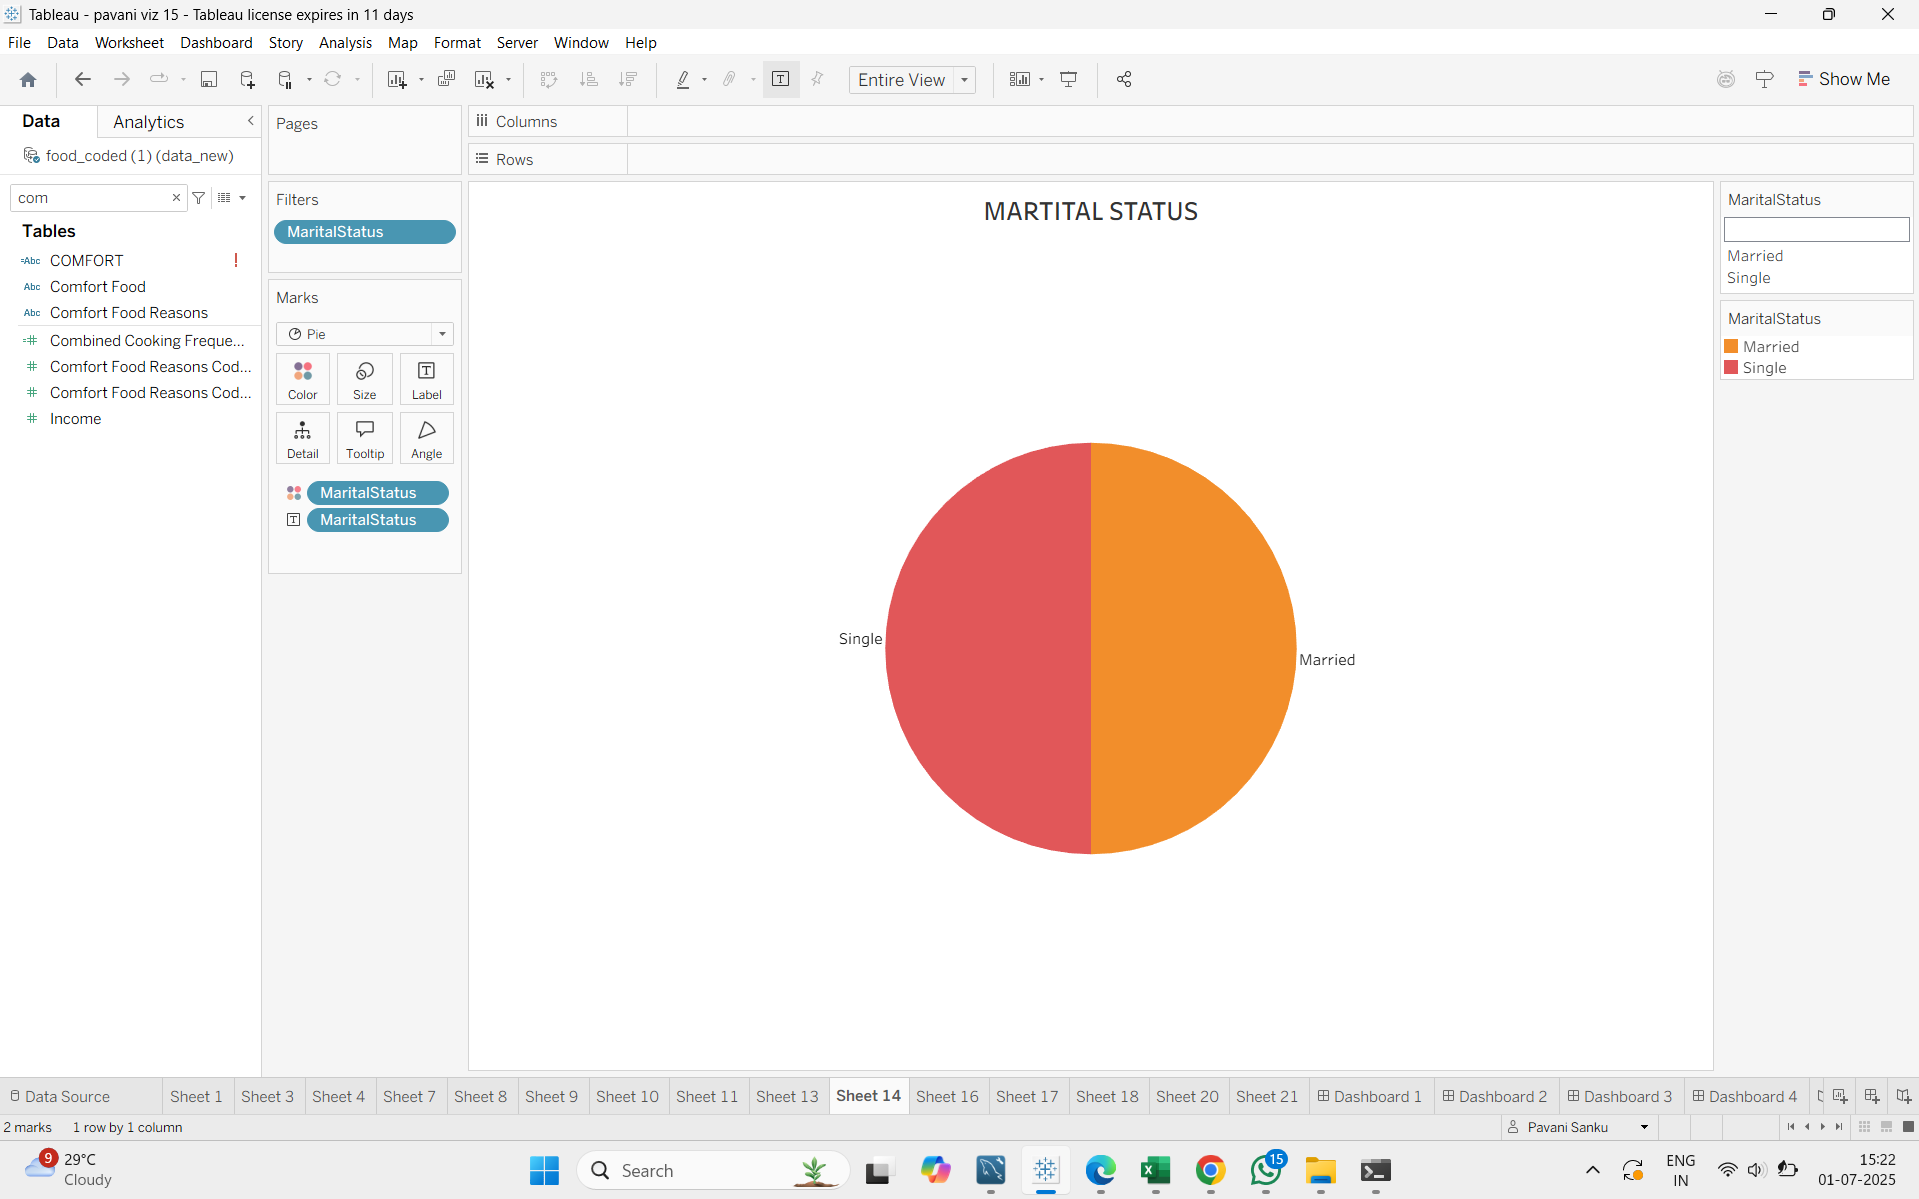 Tableau - pavani viz 15 - Tableau license expires in 11 days
File Data Worksheet Dashboard Story Analysis Map Format Server Window Help
Entire View
Show Me
Data Analytics
food_coded (1) (data_new)
com
Tables
Abc COMFORT !
Abc Comfort Food
Abc Comfort Food Reasons
Combined Cooking Freque...
Comfort Food Reasons Cod...
Comfort Food Reasons Cod...
Income
Pages
Filters
MaritalStatus
Marks
Pie
Color Size Label
Detail Tooltip Angle
MaritalStatus
MaritalStatus
Columns
Rows
MARTITAL STATUS
Single
Married
MaritalStatus
Married
Single
MaritalStatus
Married
Single
Data Source Sheet 1 Sheet 3 Sheet 4 Sheet 7 Sheet 8 Sheet 9 Sheet 10 Sheet 11 Sheet 13 Sheet 14 Sheet 16 Sheet 17 Sheet 18 Sheet 20 Sheet 21 Dashboard 1 Dashboard 2 Dashboard 3 Dashboard 4
2 marks 1 row by 1 column
Pavani Sanku
9
29°C
Cloudy
Search
15
ENG
IN
15:22
01-07-2025